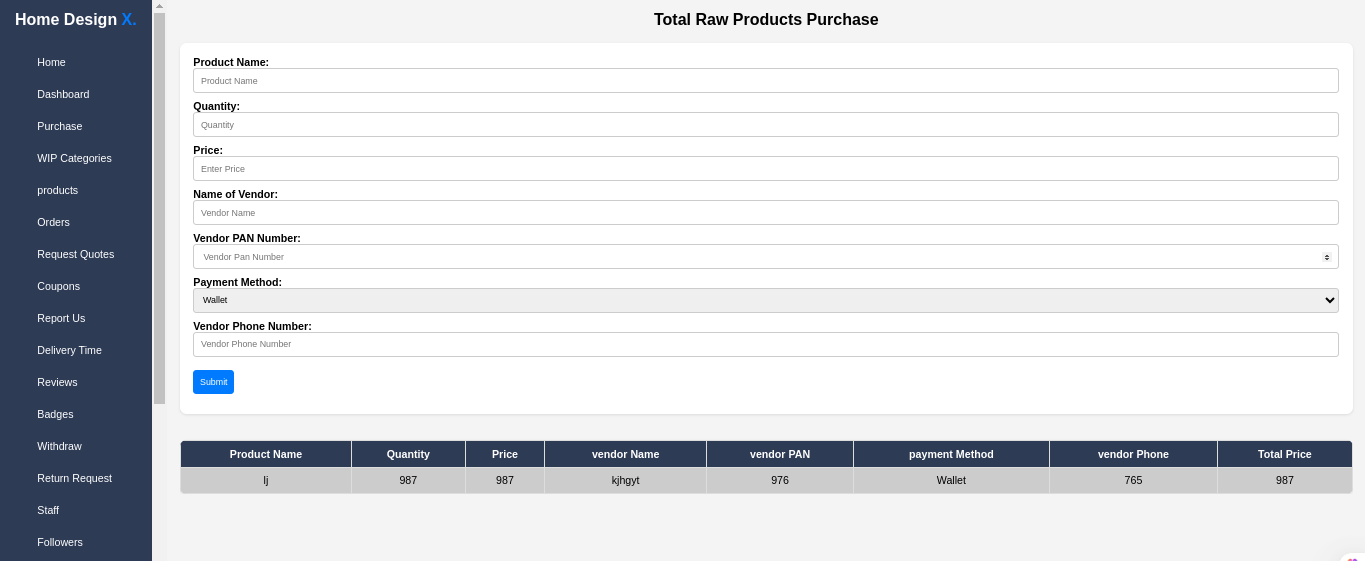 Home Design X.
Home
Dashboard
Purchase
WIP Categories
products
Orders
Request Quotes
Coupons
Report Us
Delivery Time
Reviews
Badges
Withdraw
Return Request
Staff
Followers
Total Raw Products Purchase
Product Name:
Product Name
Quantity:
Quantity
Price:
Enter Price
Name of Vendor:
Vendor Name
Vendor PAN Number:
Vendor Pan Number
Payment Method:
Wallet
Vendor Phone Number:
Vendor Phone Number
Submit
Product Name Quantity Price vendor Name vendor PAN payment Method vendor Phone Total Price
987 987 kjhgyt 976 Wallet 765 987